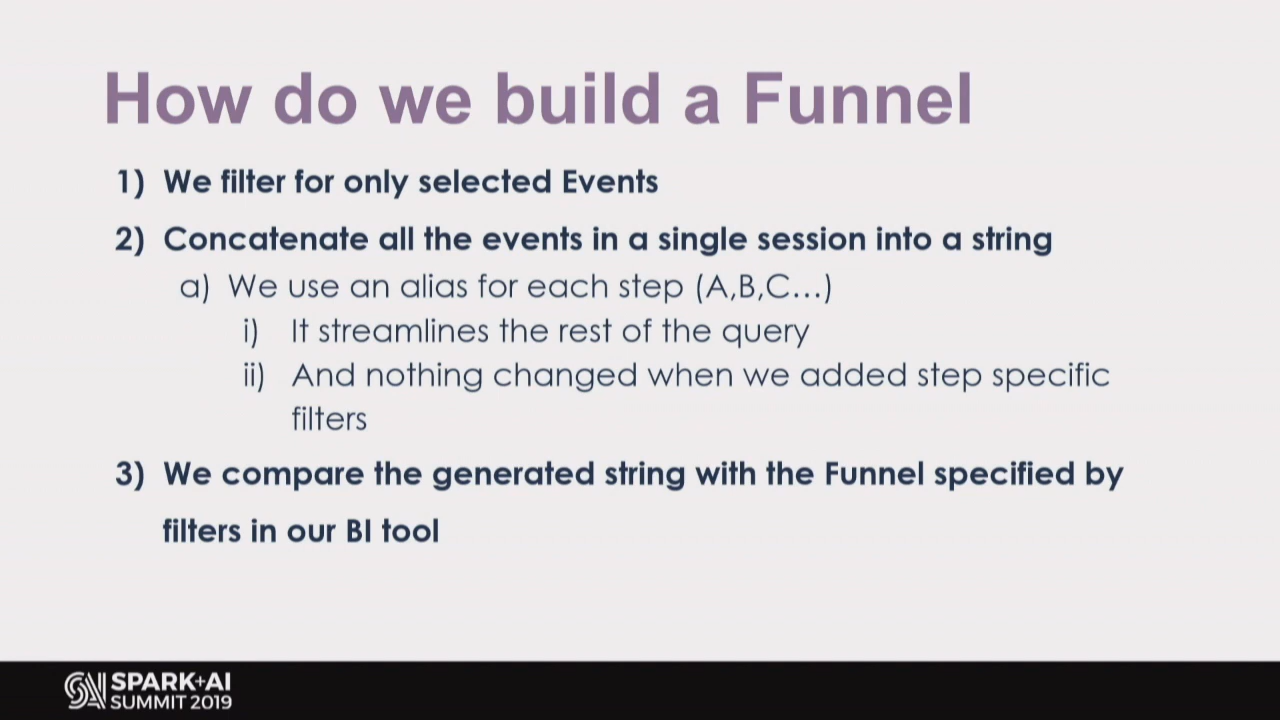 How do we build a Funnel
1) We filter for only selected Events
2) Concatenate all the events in a single session into a string
a) We use an alias for each step (A,B,C...)
i) It streamlines the rest of the query
ii) And nothing changed when we added step specific
filters
3) We compare the generated string with the Funnel specified by
filters in our BI tool
SPARK+AI
SUMMIT 2019